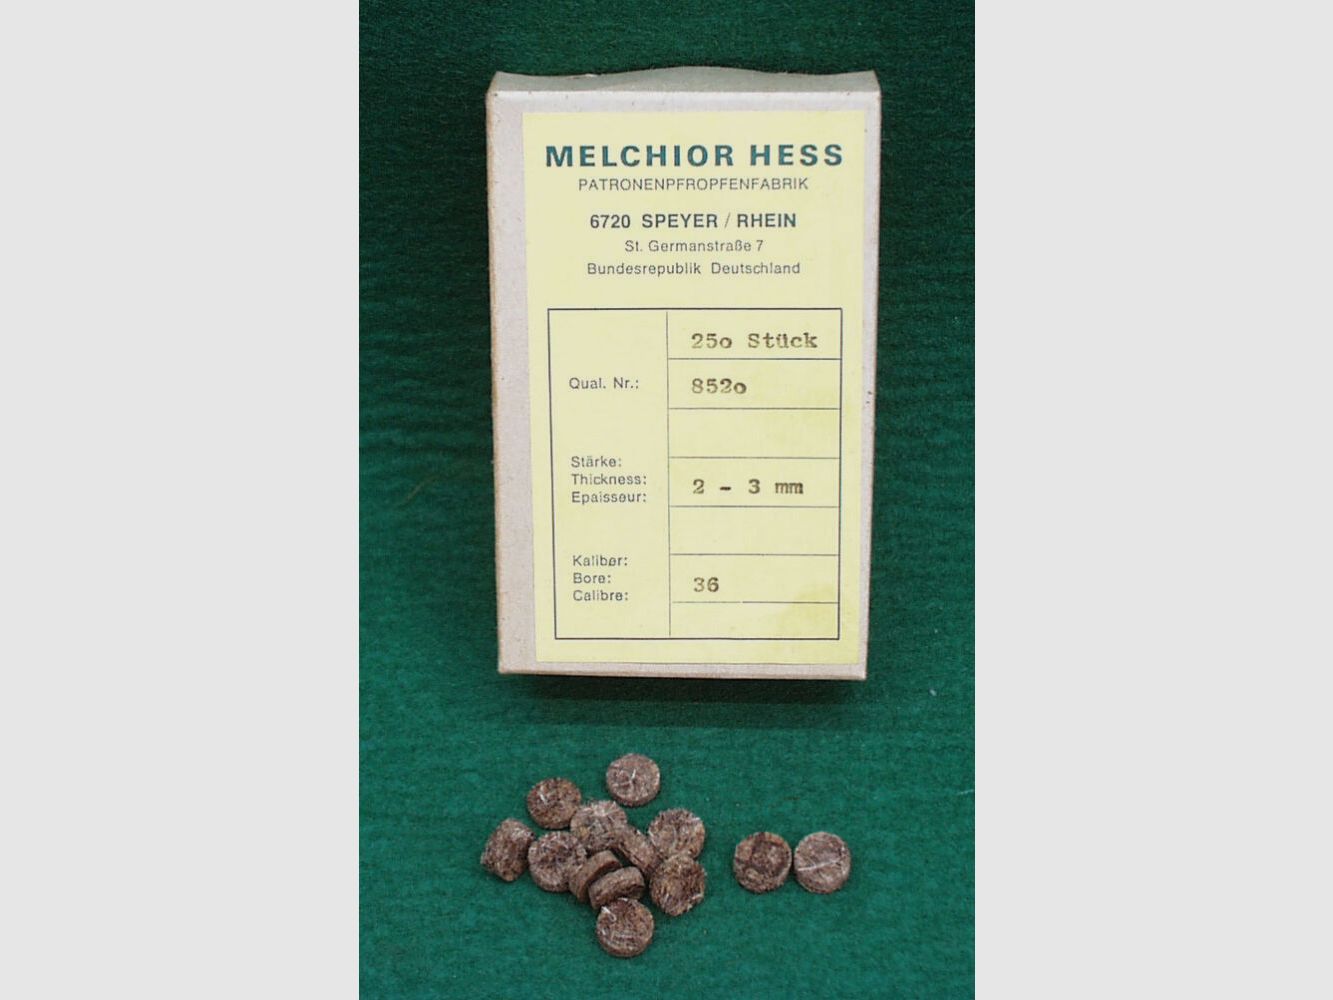 MELCHIOR HESS
PATRONENPFROPFENFABRIK
6720 SPEYER / RHEIN
St. Germanstraße 7
Bundesrepublik Deutschland
25o Stück
Qual. Nr.: 852o
Stärke:
Thickness: 2 - 3 mm
Epaisseur:
Kaliber:
Bore: 36
Calibre: